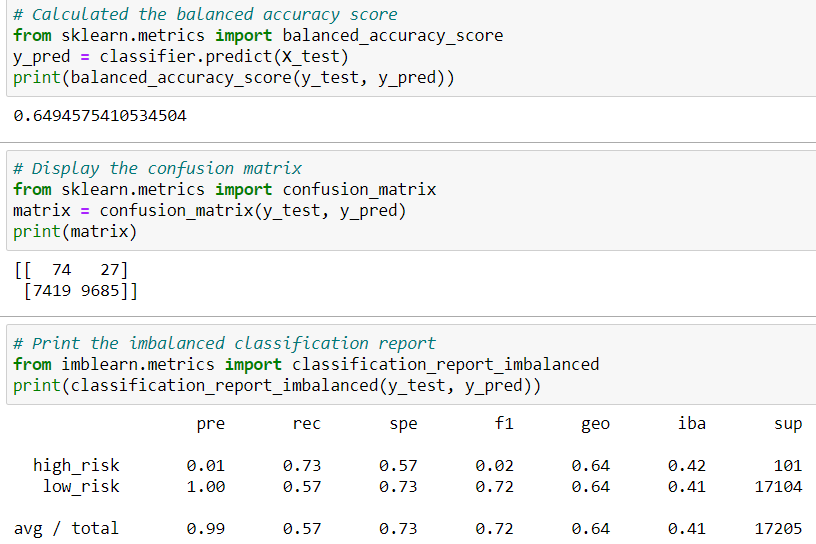 # Calculated the balanced accuracy score
from sklearn.metrics import balanced_accuracy_score
y_pred = classifier.predict(X_test)
print(balanced_accuracy_score(y_test, y_pred))
0.6494575410534504
# Display the confusion matrix
from sklearn.metrics import confusion_matrix
matrix = confusion_matrix(y_test, y_pred)
print(matrix)
[[  74   27]
 [7419 9685]]
# Print the imbalanced classification report
from imblearn.metrics import classification_report_imbalanced
print(classification_report_imbalanced(y_test, y_pred))
pre rec spe f1 geo iba sup
high_risk 0.01 0.73 0.57 0.02 0.64 0.42 101
low_risk 1.00 0.57 0.73 0.72 0.64 0.41 17104
avg / total 0.99 0.57 0.73 0.72 0.64 0.41 17205